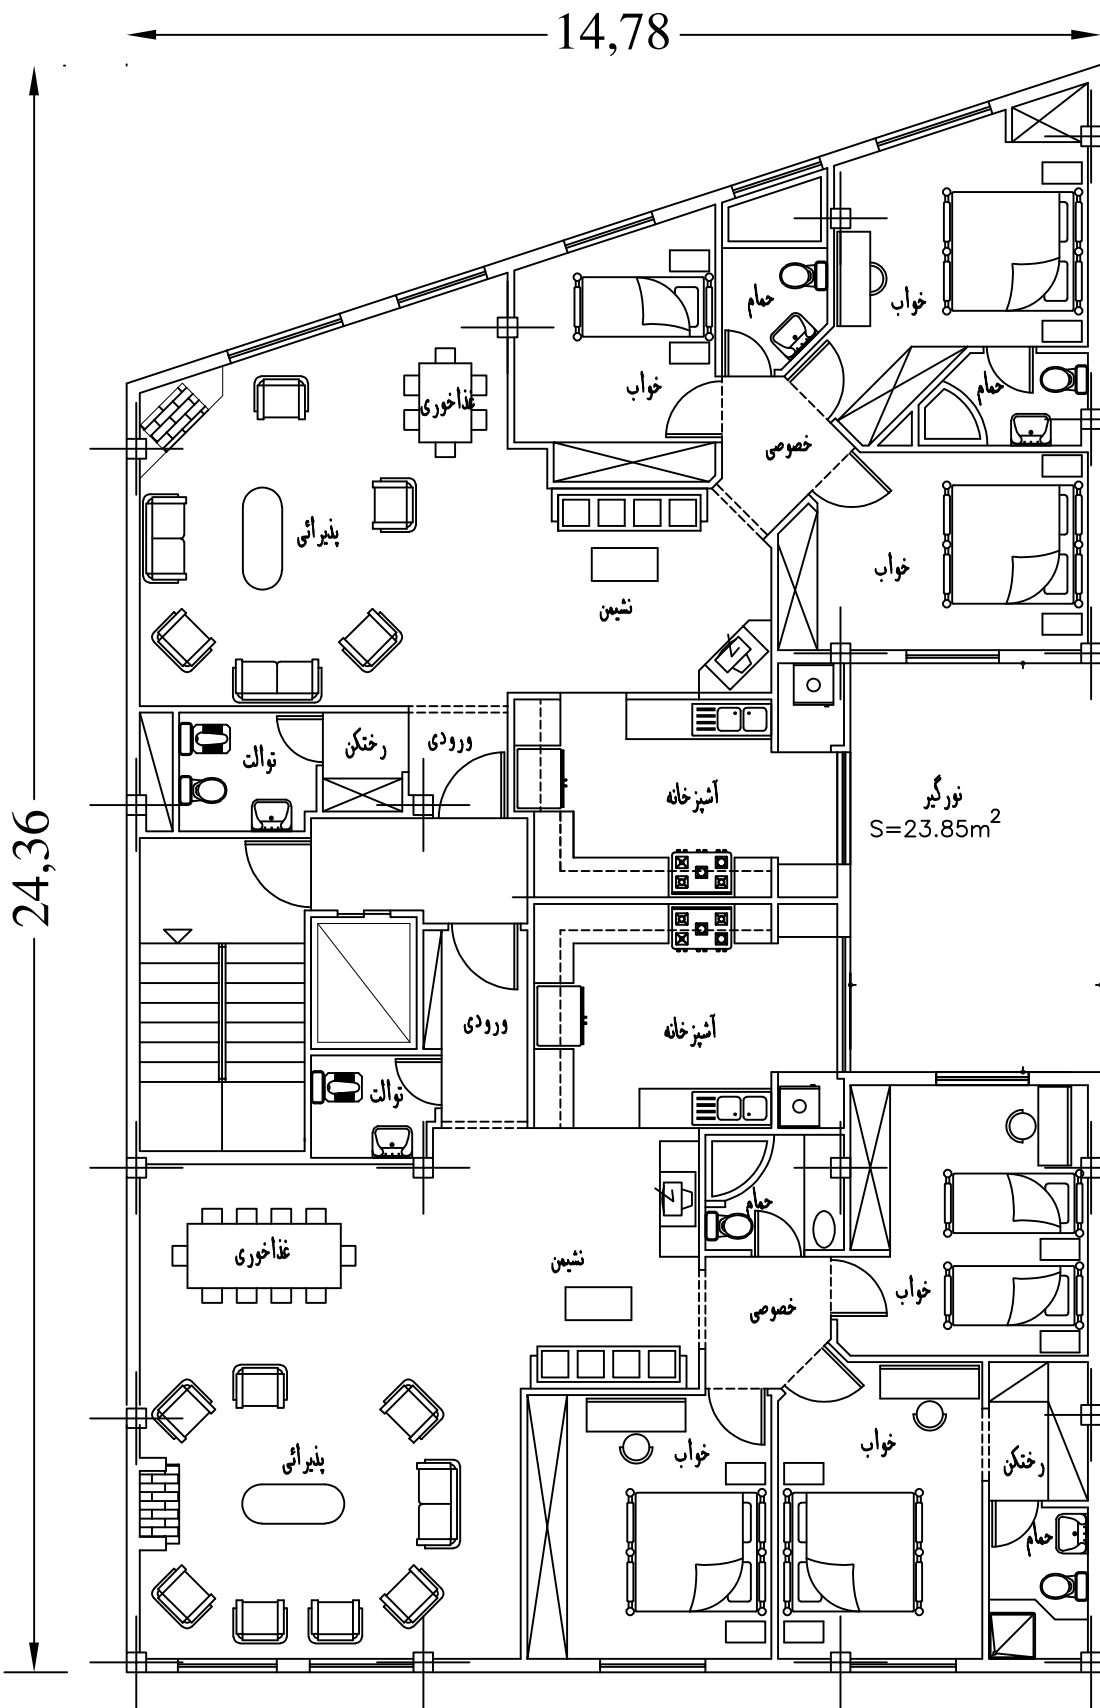 14,78
24,36
حمام
خواب
خواب
غذاخوری
حمام
خصوصی
پذیرائی
خواب
نشیمن
ورودی
رختکن
توالت
آشپزخانه
نورگیر
S=23.85m²
ورودی
آشپزخانه
توالت
حمام
غذاخوری
نشیمن
خواب
خصوصی
خواب
خواب
پذیرائی
رختکن
حمام